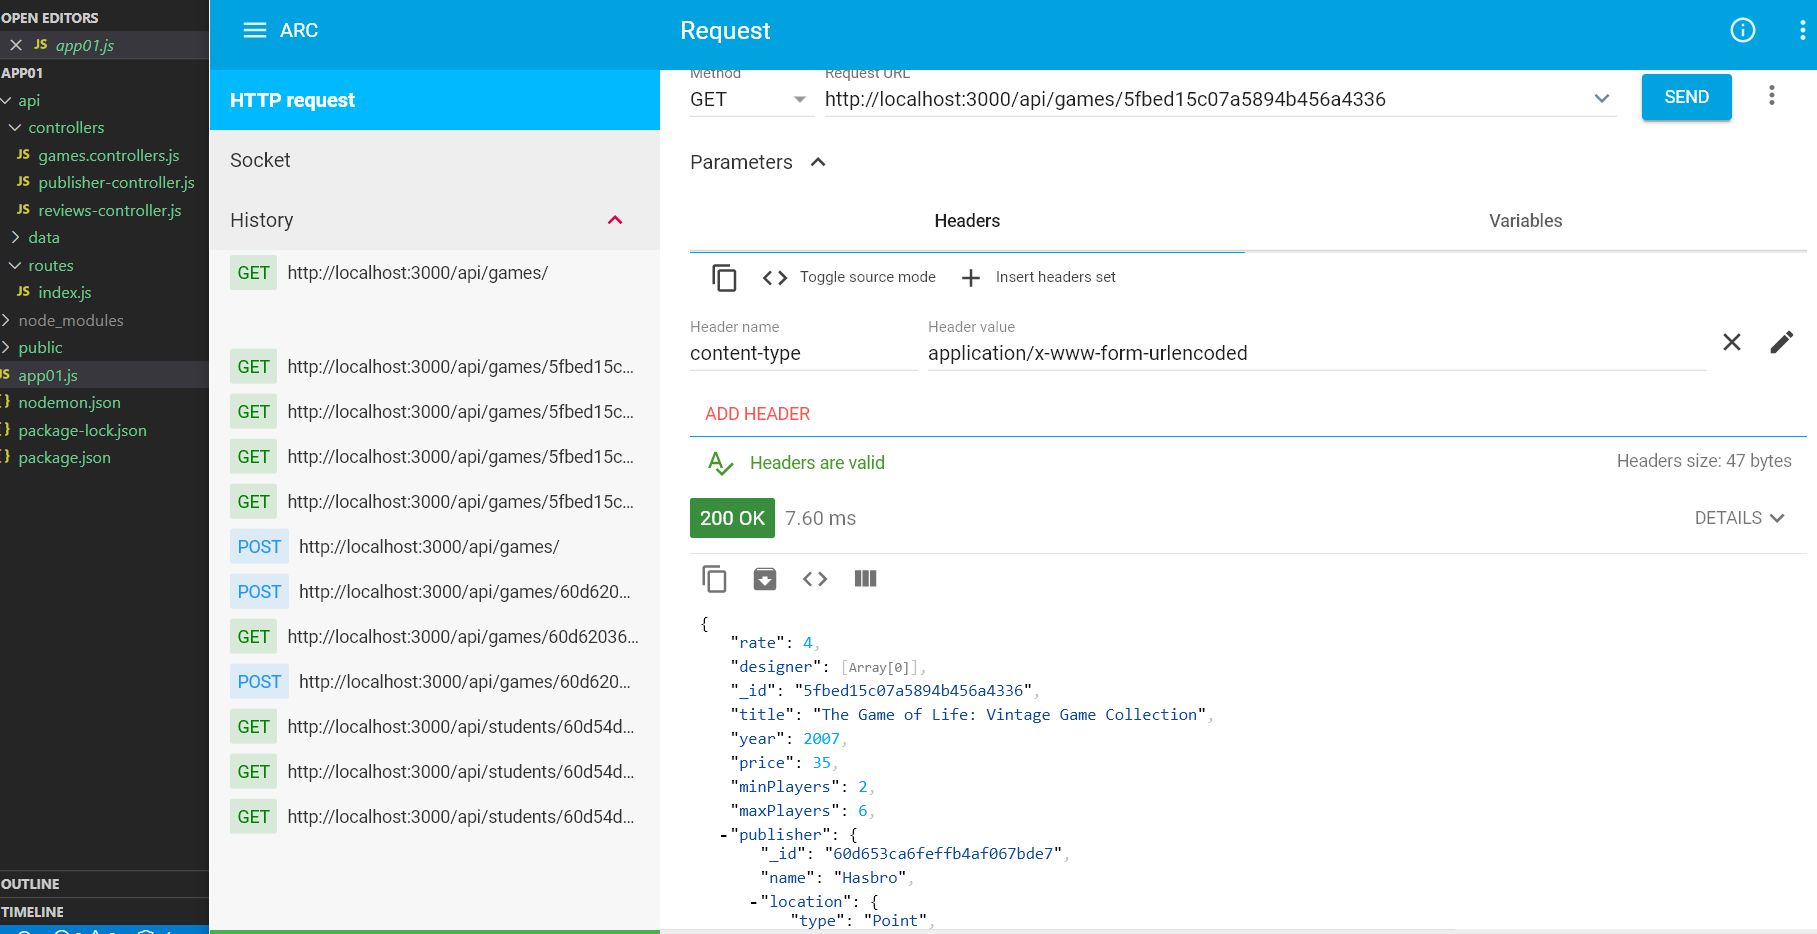 OPEN EDITORS
JS app01.js
APP01
api
controllers
JS games.controllers.js
JS publisher-controller.js
JS reviews-controller.js
data
routes
JS index.js
node_modules
public
JS app01.js
{} nodemon.json
{} package-lock.json
{} package.json
OUTLINE
TIMELINE
ARC
HTTP request
Socket
History
GET http://localhost:3000/api/games/
GET http://localhost:3000/api/games/5fbed15c...
GET http://localhost:3000/api/games/5fbed15c...
GET http://localhost:3000/api/games/5fbed15c...
GET http://localhost:3000/api/games/5fbed15c...
POST http://localhost:3000/api/games/
POST http://localhost:3000/api/games/60d620...
GET http://localhost:3000/api/games/60d62036...
POST http://localhost:3000/api/games/60d620...
GET http://localhost:3000/api/students/60d54d...
GET http://localhost:3000/api/students/60d54d...
GET http://localhost:3000/api/students/60d54d...
Request
Method Request URL
GET http://localhost:3000/api/games/5fbed15c07a5894b456a4336 SEND
Parameters
Headers Variables
Toggle source mode Insert headers set
Header name Header value
content-type application/x-www-form-urlencoded
ADD HEADER
Headers are valid Headers size: 47 bytes
200 OK 7.60 ms DETAILS
{
"rate": 4,
"designer": [Array[0]],
"_id": "5fbed15c07a5894b456a4336",
"title": "The Game of Life: Vintage Game Collection",
"year": 2007,
"price": 35,
"minPlayers": 2,
"maxPlayers": 6,
-"publisher": {
"_id": "60d653ca6feffb4af067bde7",
"name": "Hasbro",
-"location": {
"type": "Point",